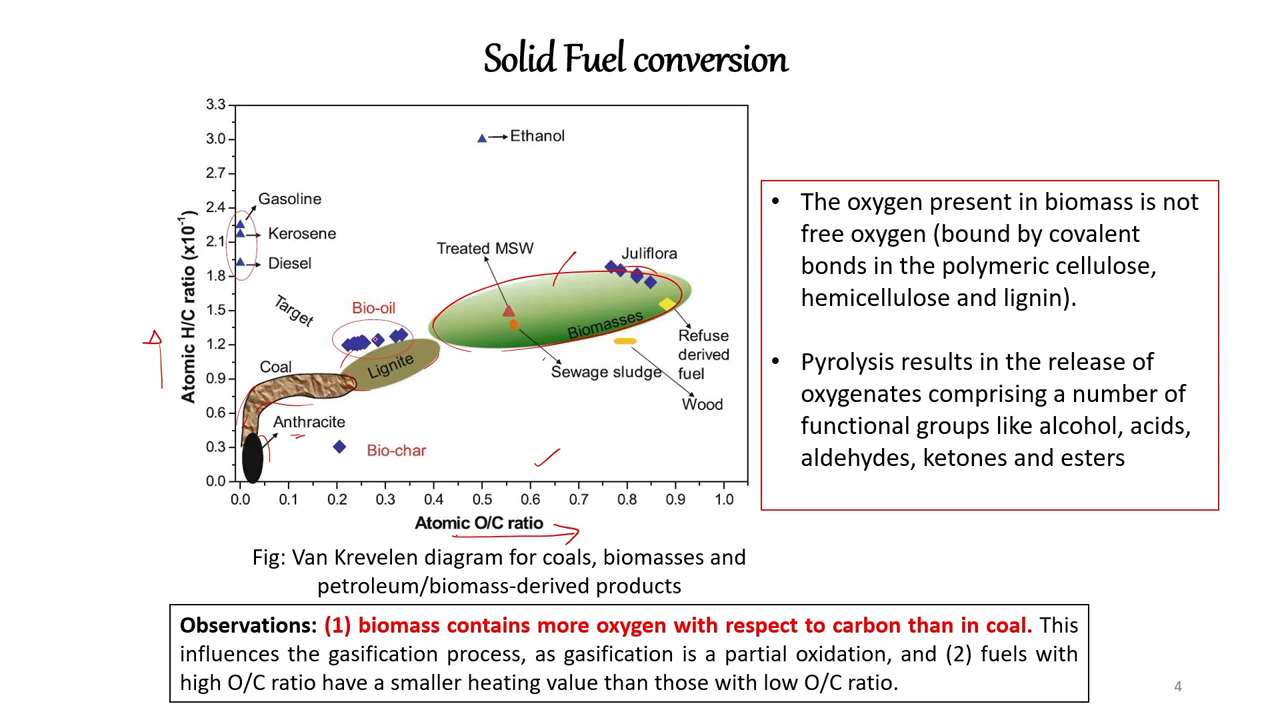 Solid Fuel conversion
3.3
3.0
2.7
2.4
2.1
1.8
1.5
1.2
0.9
0.6
0.3
0.0
Atomic H/C ratio (x10⁻¹)
Ethanol
Gasoline
Kerosene
Diesel
Treated MSW
Juliflora
Target
Bio-oil
Biomasses
Lignite
Refuse
derived
fuel
Coal
Sewage sludge
Wood
Anthracite
Bio-char
0.0 0.1 0.2 0.3 0.4 0.5 0.6 0.7 0.8 0.9 1.0
Atomic O/C ratio
Fig: Van Krevelen diagram for coals, biomasses and
petroleum/biomass-derived products
• The oxygen present in biomass is not
free oxygen (bound by covalent
bonds in the polymeric cellulose,
hemicellulose and lignin).
• Pyrolysis results in the release of
oxygenates comprising a number of
functional groups like alcohol, acids,
aldehydes, ketones and esters
Observations: (1) biomass contains more oxygen with respect to carbon than in coal. This
influences the gasification process, as gasification is a partial oxidation, and (2) fuels with
high O/C ratio have a smaller heating value than those with low O/C ratio.
4